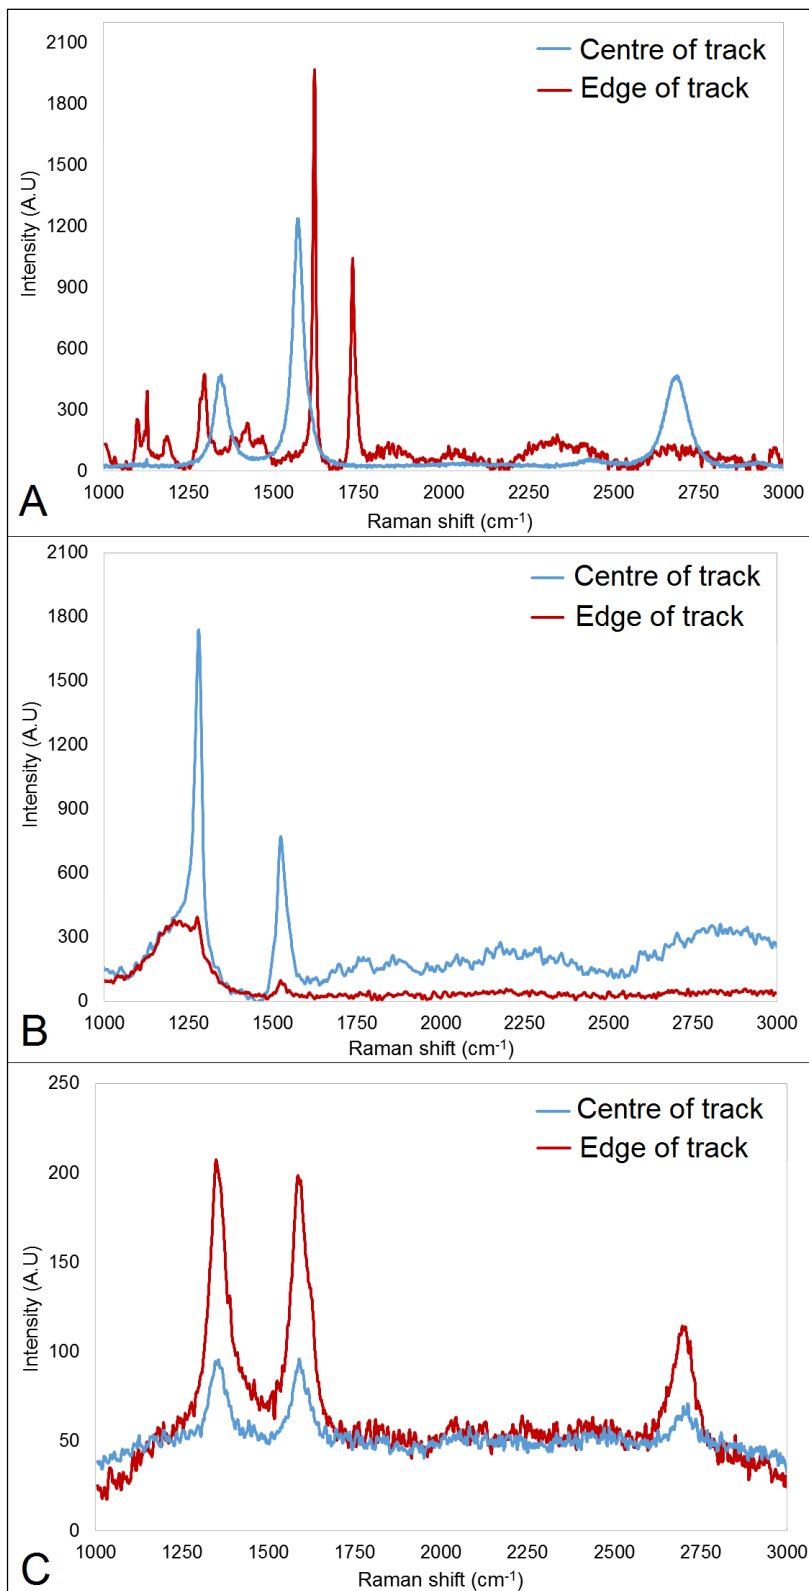 2100
1800
1500
1200
900
600
300
0
Intensity (A.U)
Centre of track
Edge of track
1000 1250 1500 1750 2000 2250 2500 2750 3000
Raman shift (cm⁻¹)
A
2100
1800
1500
1200
900
600
300
0
Intensity (A.U)
Centre of track
Edge of track
1000 1250 1500 1750 2000 2250 2500 2750 3000
Raman shift (cm⁻¹)
B
250
200
150
100
50
0
Intensity (A.U)
Centre of track
Edge of track
1000 1250 1500 1750 2000 2250 2500 2750 3000
Raman shift (cm⁻¹)
C